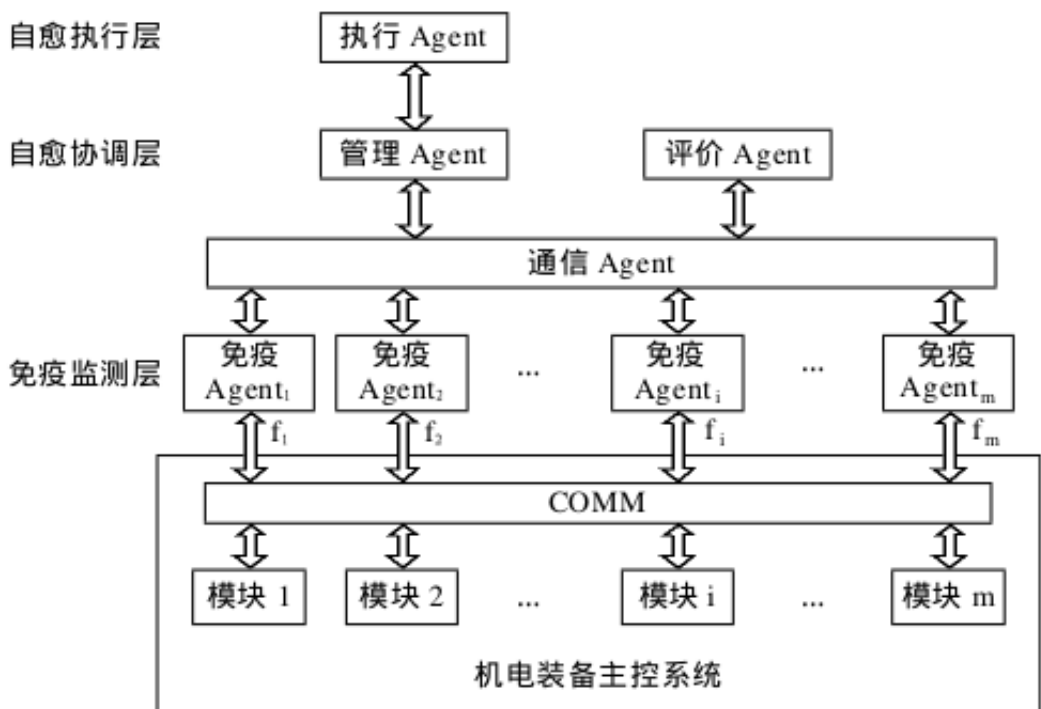 自愈执行层 执行 Agent
自愈协调层 管理 Agent 评价 Agent
通信 Agent
免疫监测层
免疫 Agent₁
免疫 Agent₂
...
免疫 Agentᵢ
...
免疫 Agentₘ
f₁ f₂ fᵢ fₘ
COMM
模块 1 模块 2 ... 模块 i ... 模块 m
机电装备主控系统